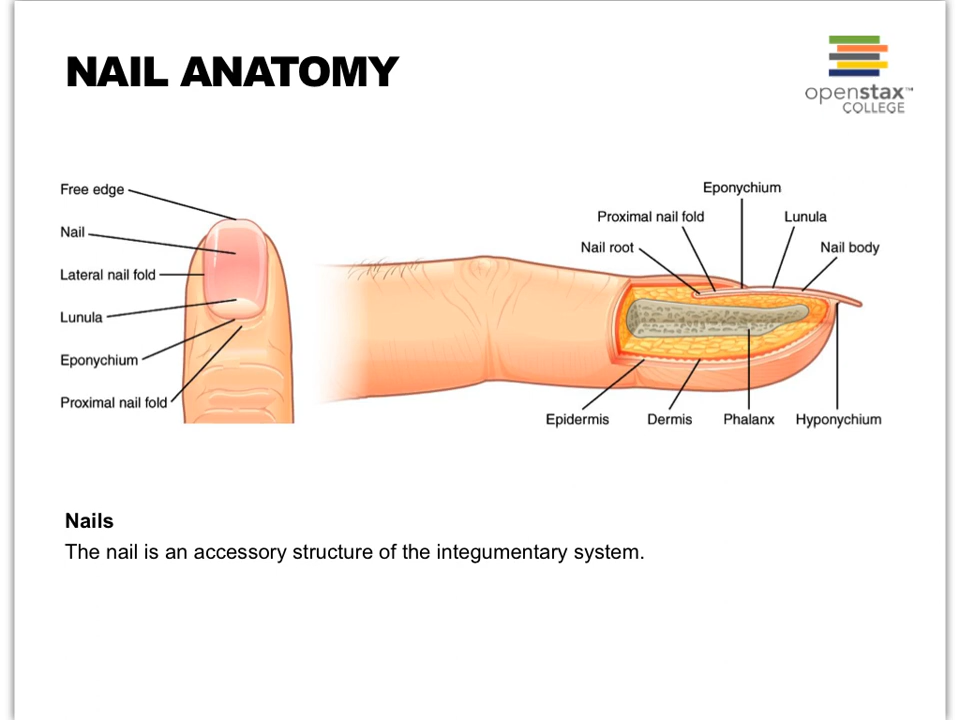 NAIL ANATOMY
openstax™
COLLEGE
Free edge
Nail
Lateral nail fold
Lunula
Eponychium
Proximal nail fold
Eponychium
Proximal nail fold
Lunula
Nail root
Nail body
Epidermis
Dermis
Phalanx
Hyponychium
Nails
The nail is an accessory structure of the integumentary system.